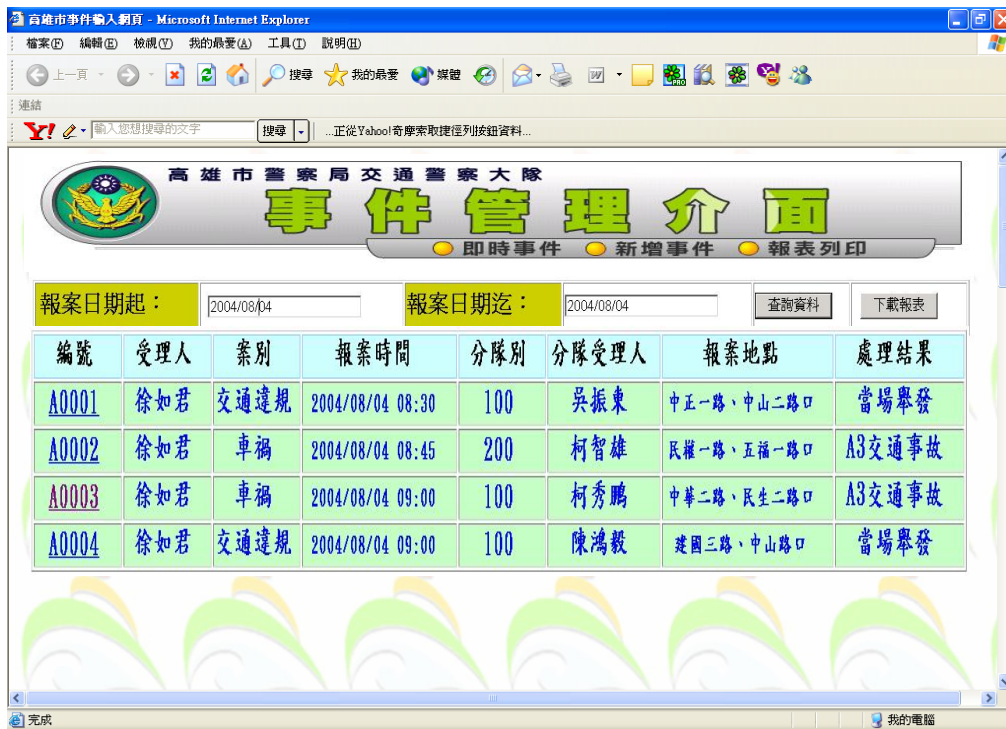 高雄市事件輸入網頁 - Microsoft Internet Explorer
檔案(F) 編輯(E) 檢視(V) 我的最愛(A) 工具(T) 說明(H)
上一頁 搜尋 我的最愛 媒體
連結
Y! 輸入您想搜尋的文字 搜尋 ...正從Yahoo!奇摩索取捷徑列按鈕資料...
高雄市警察局交通警察大隊
事件管理介面
即時事件 新增事件 報表列印
報案日期起： 2004/08/04 報案日期迄： 2004/08/04 查詢資料 下載報表
編號 受理人 案別 報案時間 分隊別 分隊受理人 報案地點 處理結果
A0001 徐如君 交通違規 2004/08/04 08:30 100 吳振東 中正一路、中山二路口 當場舉發
A0002 徐如君 車禍 2004/08/04 08:45 200 柯智雄 民權一路、五福一路口 A3交通事故
A0003 徐如君 車禍 2004/08/04 09:00 100 柯秀鵬 中華二路、民生二路口 A3交通事故
A0004 徐如君 交通違規 2004/08/04 09:00 100 陳鴻毅 建國三路、中山路口 當場舉發
完成 我的電腦